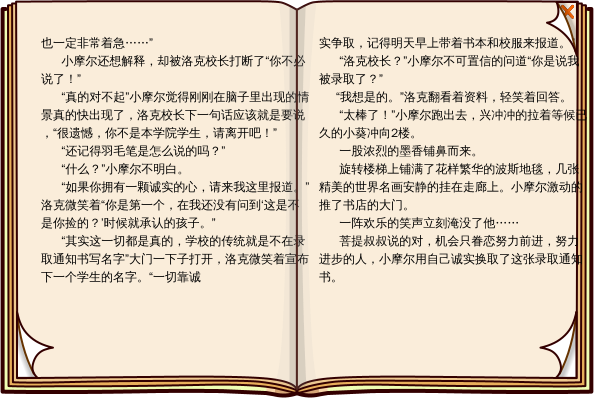 也一定非常着急……”
小摩尔还想解释，却被洛克校长打断了“你不必
说了！”
“真的对不起”小摩尔觉得刚刚在脑子里出现的情
景真的快出现了，洛克校长下一句话应该就是要说
，“很遗憾，你不是本学院学生，请离开吧！”
“还记得羽毛笔是怎么说的吗？”
“什么？”小摩尔不明白。
“如果你拥有一颗诚实的心，请来我这里报道。”
洛克微笑着“你是第一个，在我还没有问到‘这是不
是你捡的？’时候就承认的孩子。”
“其实这一切都是真的，学校的传统就是不在录
取通知书写名字”大门一下子打开，洛克微笑着宣布
下一个学生的名字。“一切靠诚
实争取，记得明天早上带着书本和校服来报道。
“洛克校长？”小摩尔不可置信的问道“你是说我
被录取了？”
“我想是的。”洛克翻看着资料，轻笑着回答。
“太棒了！”小摩尔跑出去，兴冲冲的拉着等候已
久的小葵冲向2楼。
一股浓烈的墨香铺鼻而来。
旋转楼梯上铺满了花样繁华的波斯地毯，几张
精美的世界名画安静的挂在走廊上。小摩尔激动的
推了书店的大门。
一阵欢乐的笑声立刻淹没了他……
菩提叔叔说的对，机会只眷恋努力前进，努力
进步的人，小摩尔用自己诚实换取了这张录取通知
书。